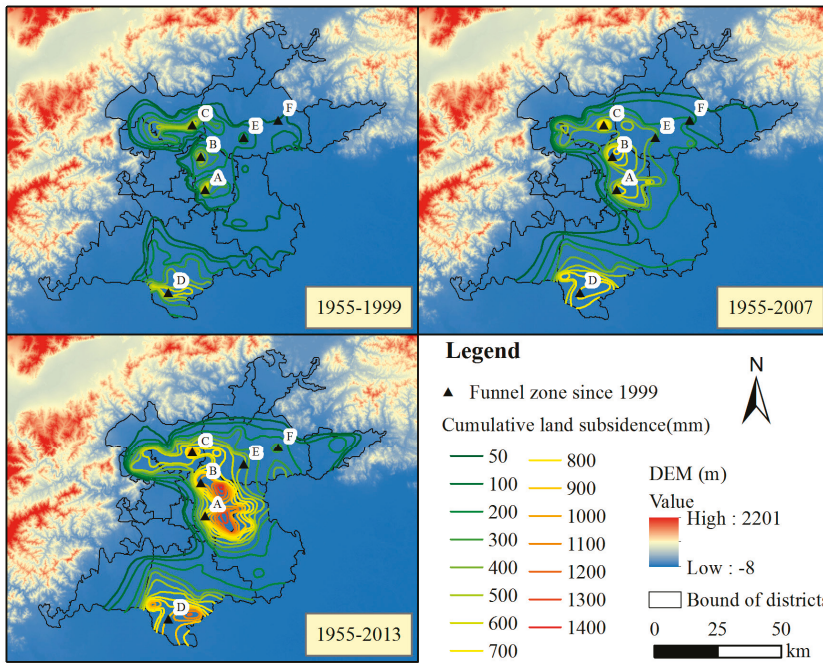 C
F
E
B
A
D
1955-1999
C
F
E
B
A
D
1955-2007
C
F
E
B
A
D
1955-2013
Legend
Funnel zone since 1999
Cumulative land subsidence(mm)
50
100
200
300
400
500
600
700
800
900
1000
1100
1200
1300
1400
N
DEM (m)
Value
High : 2201
Low : -8
Bound of districts
0 25 50
km